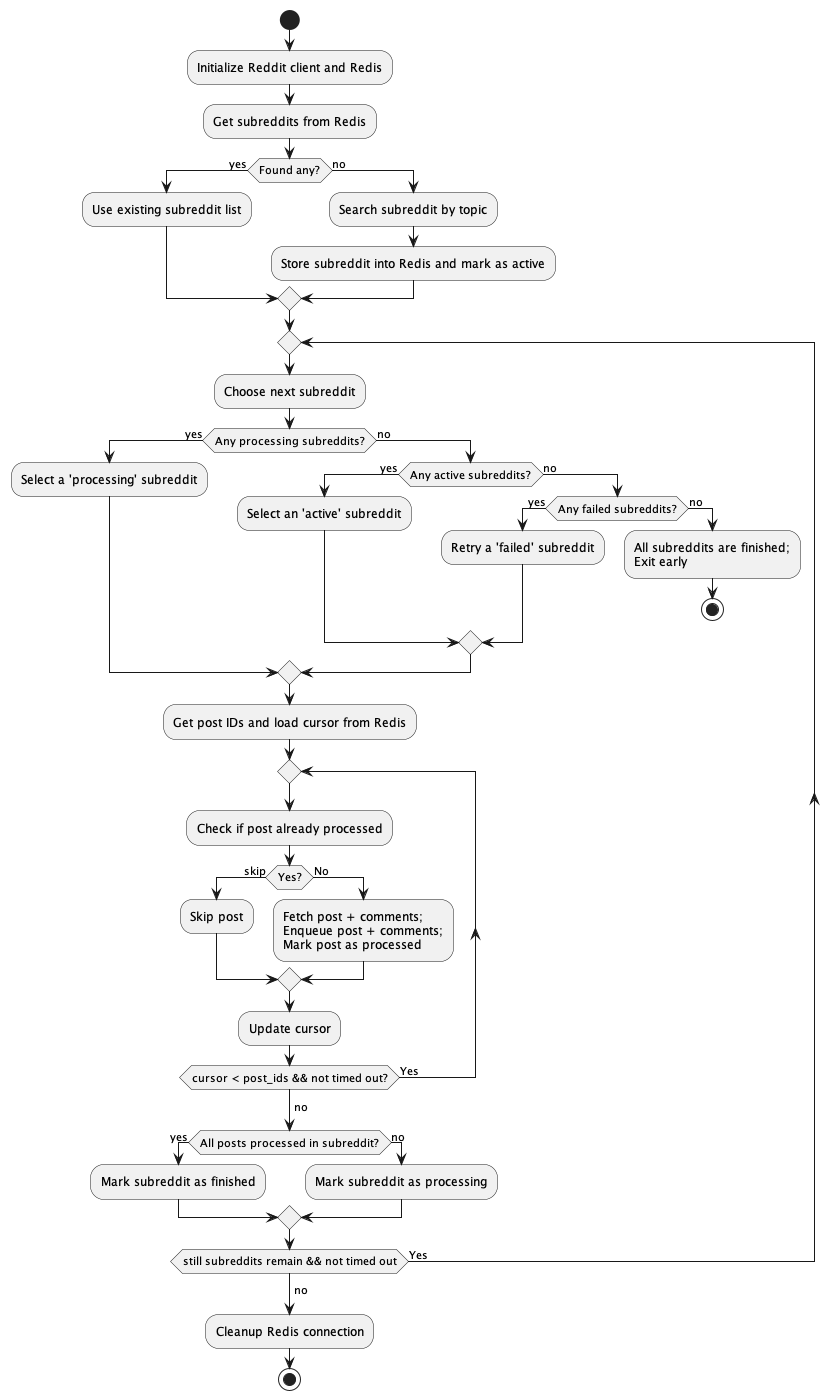 Initialize Reddit client and Redis
Get subreddits from Redis
yes
Found any?
no
Use existing subreddit list
Search subreddit by topic
Store subreddit into Redis and mark as active
Choose next subreddit
yes
Any processing subreddits?
no
Select a 'processing' subreddit
yes
Any active subreddits?
no
Select an 'active' subreddit
yes
Any failed subreddits?
no
Retry a 'failed' subreddit
All subreddits are finished;
Exit early
Get post IDs and load cursor from Redis
Check if post already processed
skip
Yes?
No
Skip post
Fetch post + comments;
Enqueue post + comments;
Mark post as processed
Update cursor
cursor < post_ids && not timed out?
Yes
no
yes
All posts processed in subreddit?
no
Mark subreddit as finished
Mark subreddit as processing
still subreddits remain && not timed out
Yes
no
Cleanup Redis connection